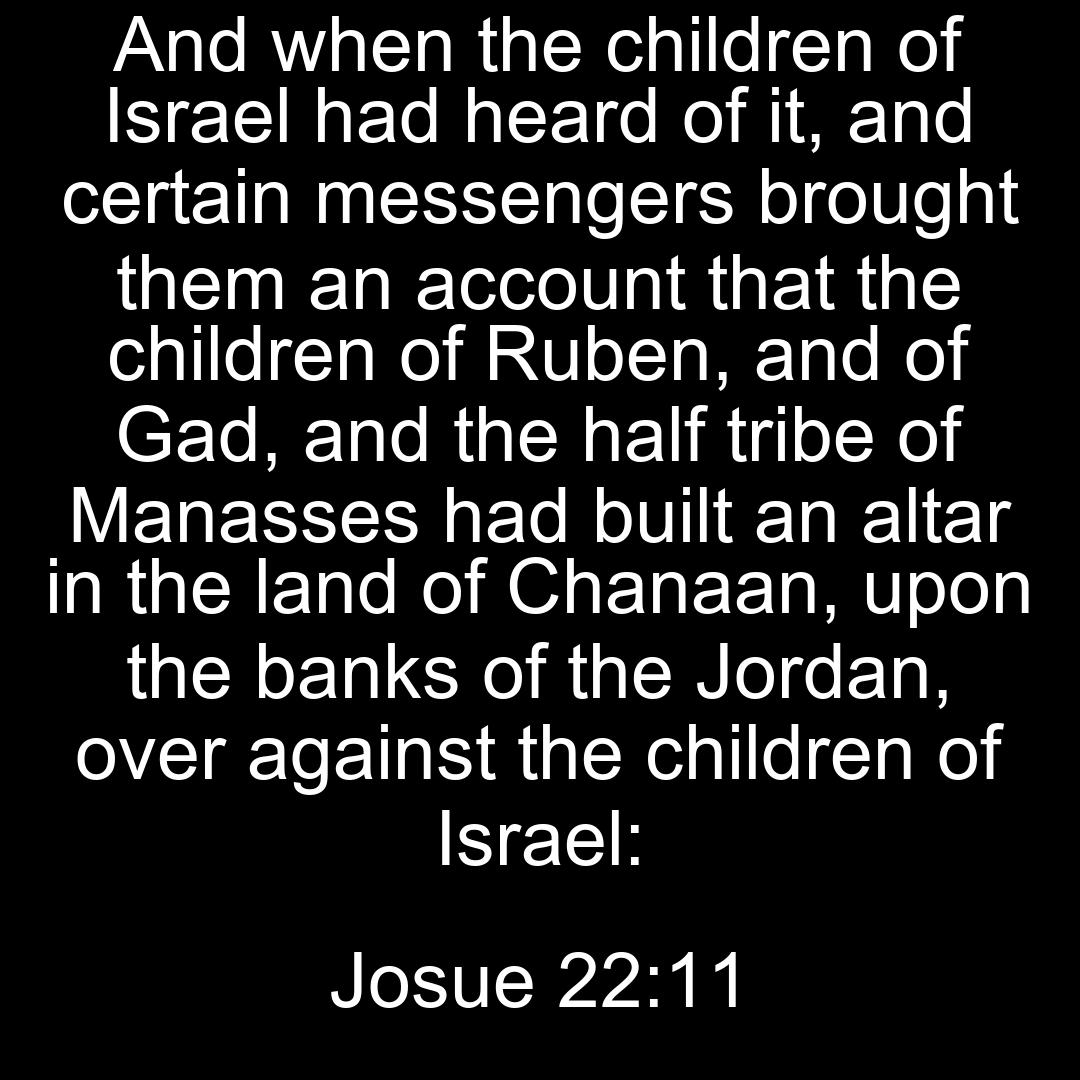 And when the children of
Israel had heard of it, and
certain messengers brought
them an account that the
children of Ruben, and of
Gad, and the half tribe of
Manasses had built an altar
in the land of Chanaan, upon
the banks of the Jordan,
over against the children of
Israel:
Josue 22:11